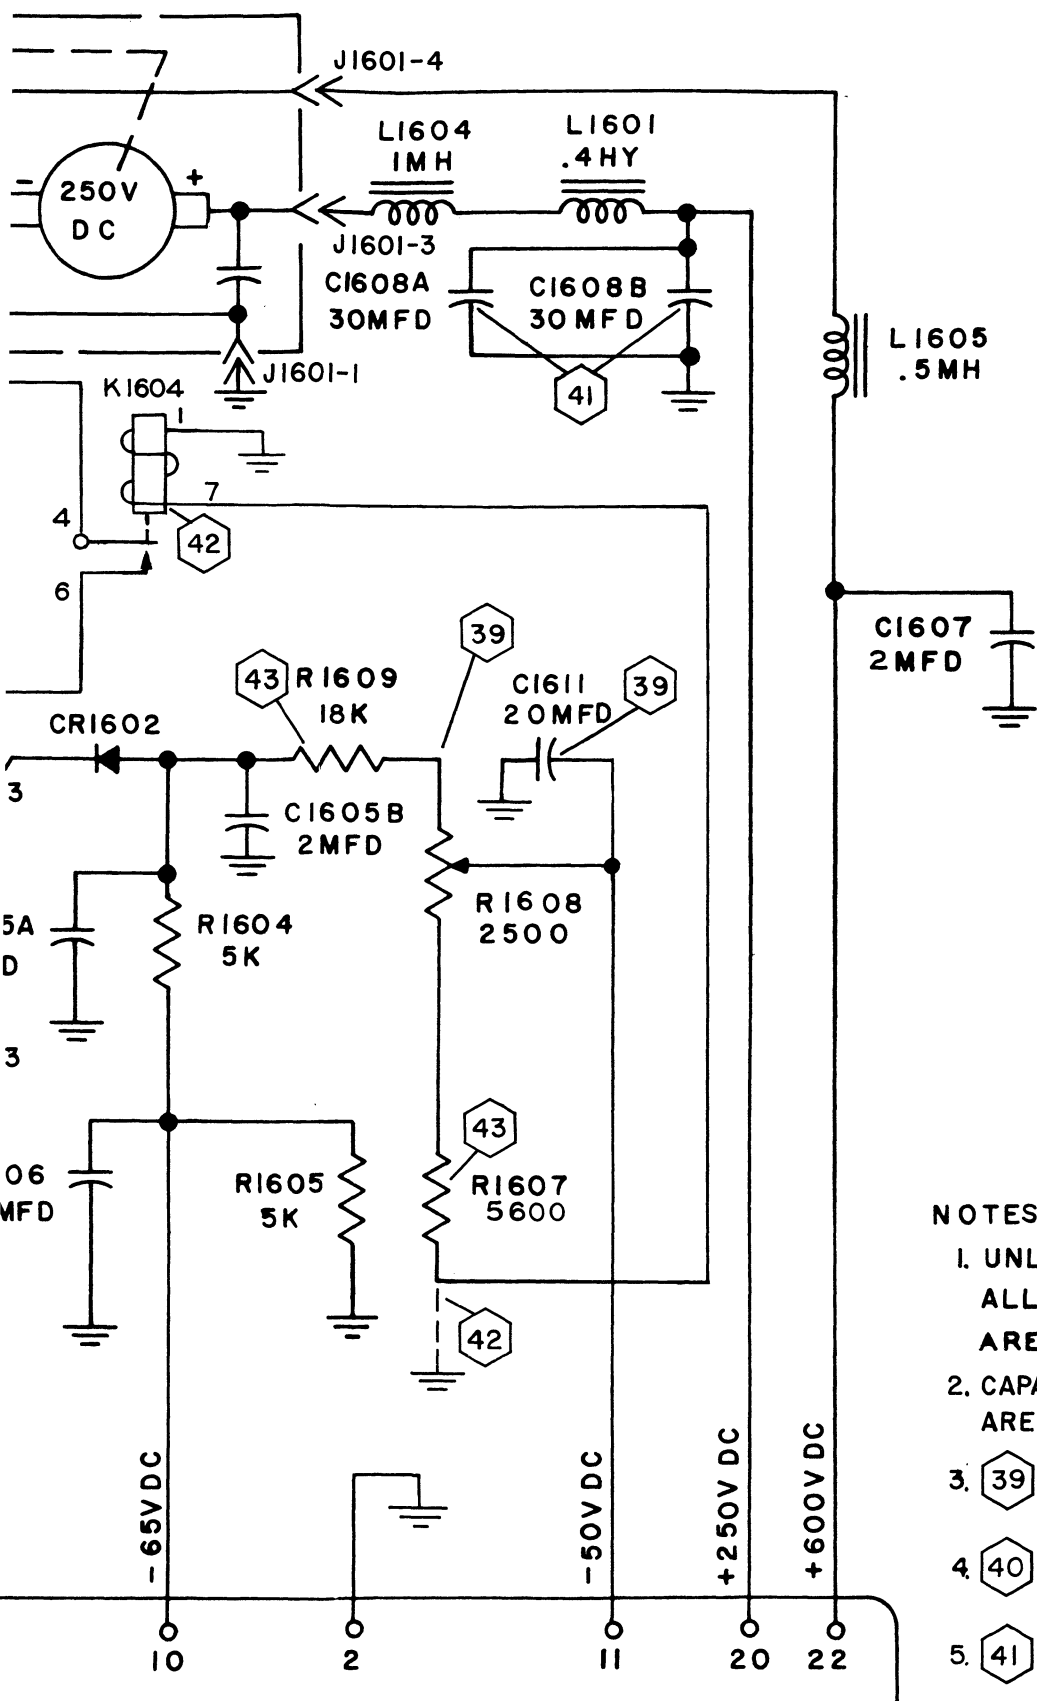 J1601-4
L1604
1MH
L1601
.4HY
-
250V
DC
+
J1601-3
C1608A
30MFD
C1608B
30MFD
41
J1601-1
K1604
1
7
4
42
6
L1605
.5MH
C1607
2MFD
39
43
R1609
18K
C1611
20MFD
39
CR1602
3
C1605B
2MFD
5A
D
R1604
5K
R1608
2500
3
43
06
MFD
R1605
5K
R1607
5600
42
NOTES
1. UNL
ALL
ARE
2. CAPA
ARE
3. 39
4. 40
5. 41
-65VDC
-50VDC
+250VDC
+600VDC
10
2
11
20
22